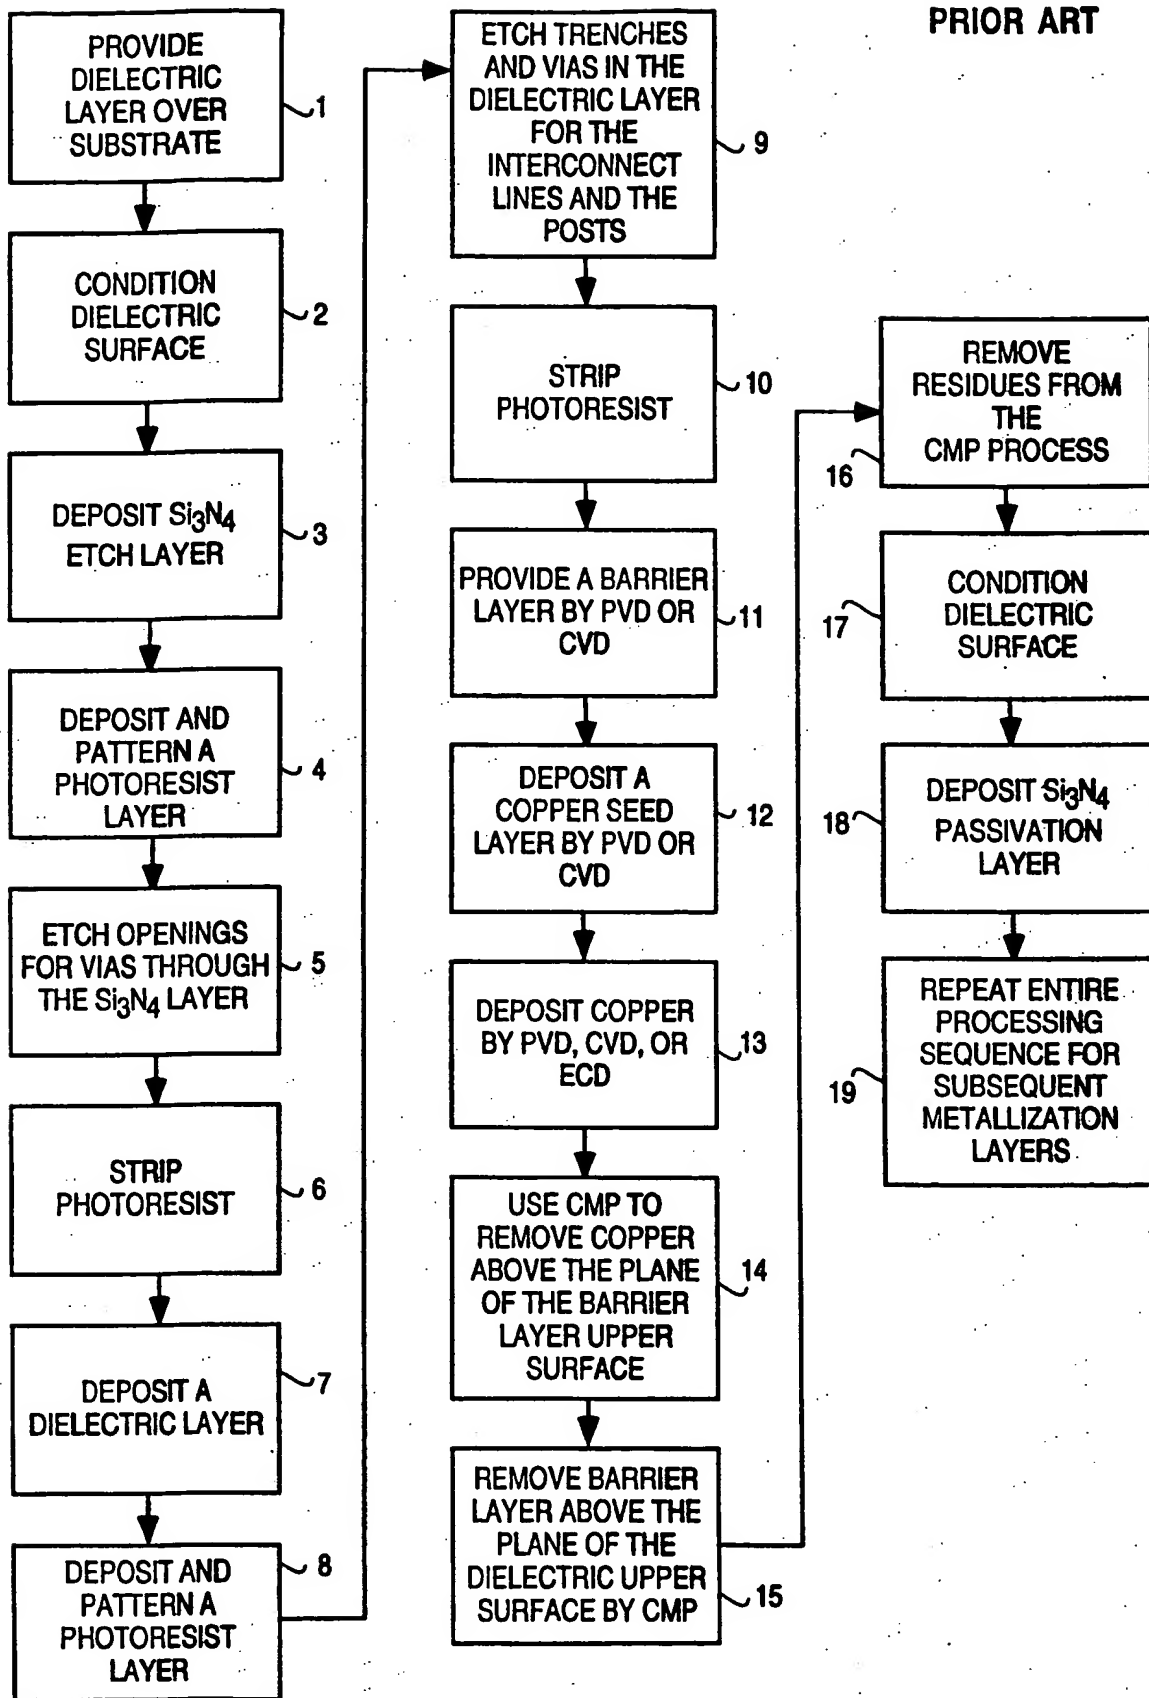 PRIOR ART
PROVIDE
DIELECTRIC
LAYER OVER
SUBSTRATE
1
CONDITION
DIELECTRIC
SURFACE
2
DEPOSIT Si₃N₄
ETCH LAYER
3
DEPOSIT AND
PATTERN A
PHOTORESIST
LAYER
4
ETCH OPENINGS
FOR VIAS THROUGH
THE Si₃N₄ LAYER
5
STRIP
PHOTORESIST
6
DEPOSIT A
DIELECTRIC LAYER
7
DEPOSIT AND
PATTERN A
PHOTORESIST
LAYER
8
ETCH TRENCHES
AND VIAS IN THE
DIELECTRIC LAYER
FOR THE
INTERCONNECT
LINES AND THE
POSTS
9
STRIP
PHOTORESIST
10
PROVIDE A BARRIER
LAYER BY PVD OR
CVD
11
DEPOSIT A
COPPER SEED
LAYER BY PVD OR
CVD
12
DEPOSIT COPPER
BY PVD, CVD, OR
ECD
13
USE CMP TO
REMOVE COPPER
ABOVE THE PLANE
OF THE BARRIER
LAYER UPPER
SURFACE
14
REMOVE BARRIER
LAYER ABOVE THE
PLANE OF THE
DIELECTRIC UPPER
SURFACE BY CMP
15
REMOVE
RESIDUES FROM
THE
CMP PROCESS
16
CONDITION
DIELECTRIC
SURFACE
17
DEPOSIT Si₃N₄
PASSIVATION
LAYER
18
REPEAT ENTIRE
PROCESSING
SEQUENCE FOR
SUBSEQUENT
METALLIZATION
LAYERS
19